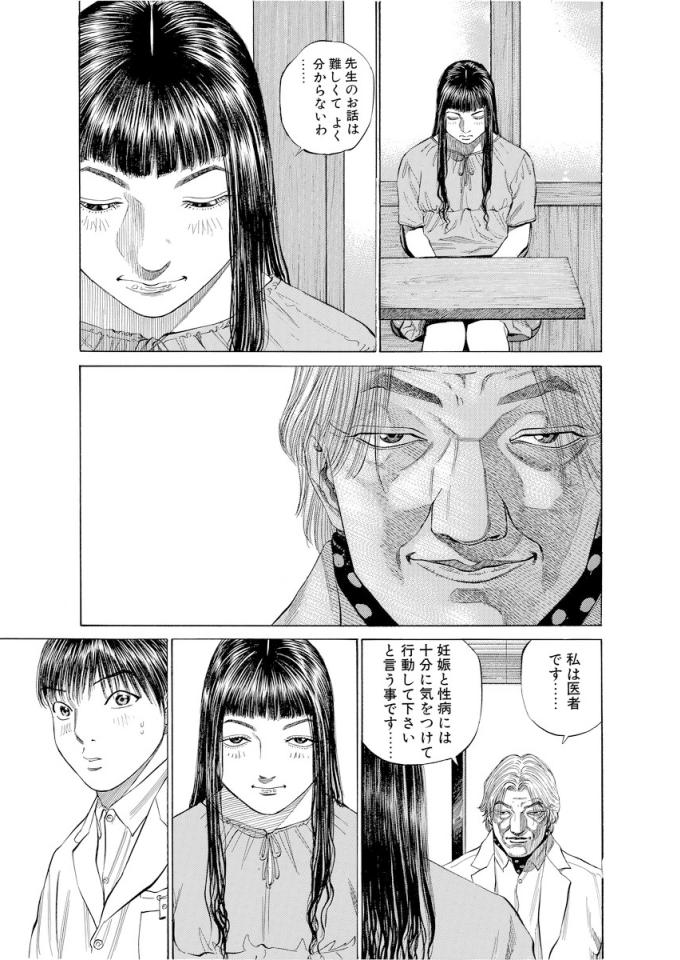 先生のお話は
難しくて よく
分からないわ
……
私は医者
です……
妊娠と性病には
十分に気をつけて
行動して下さい
と言う事です……